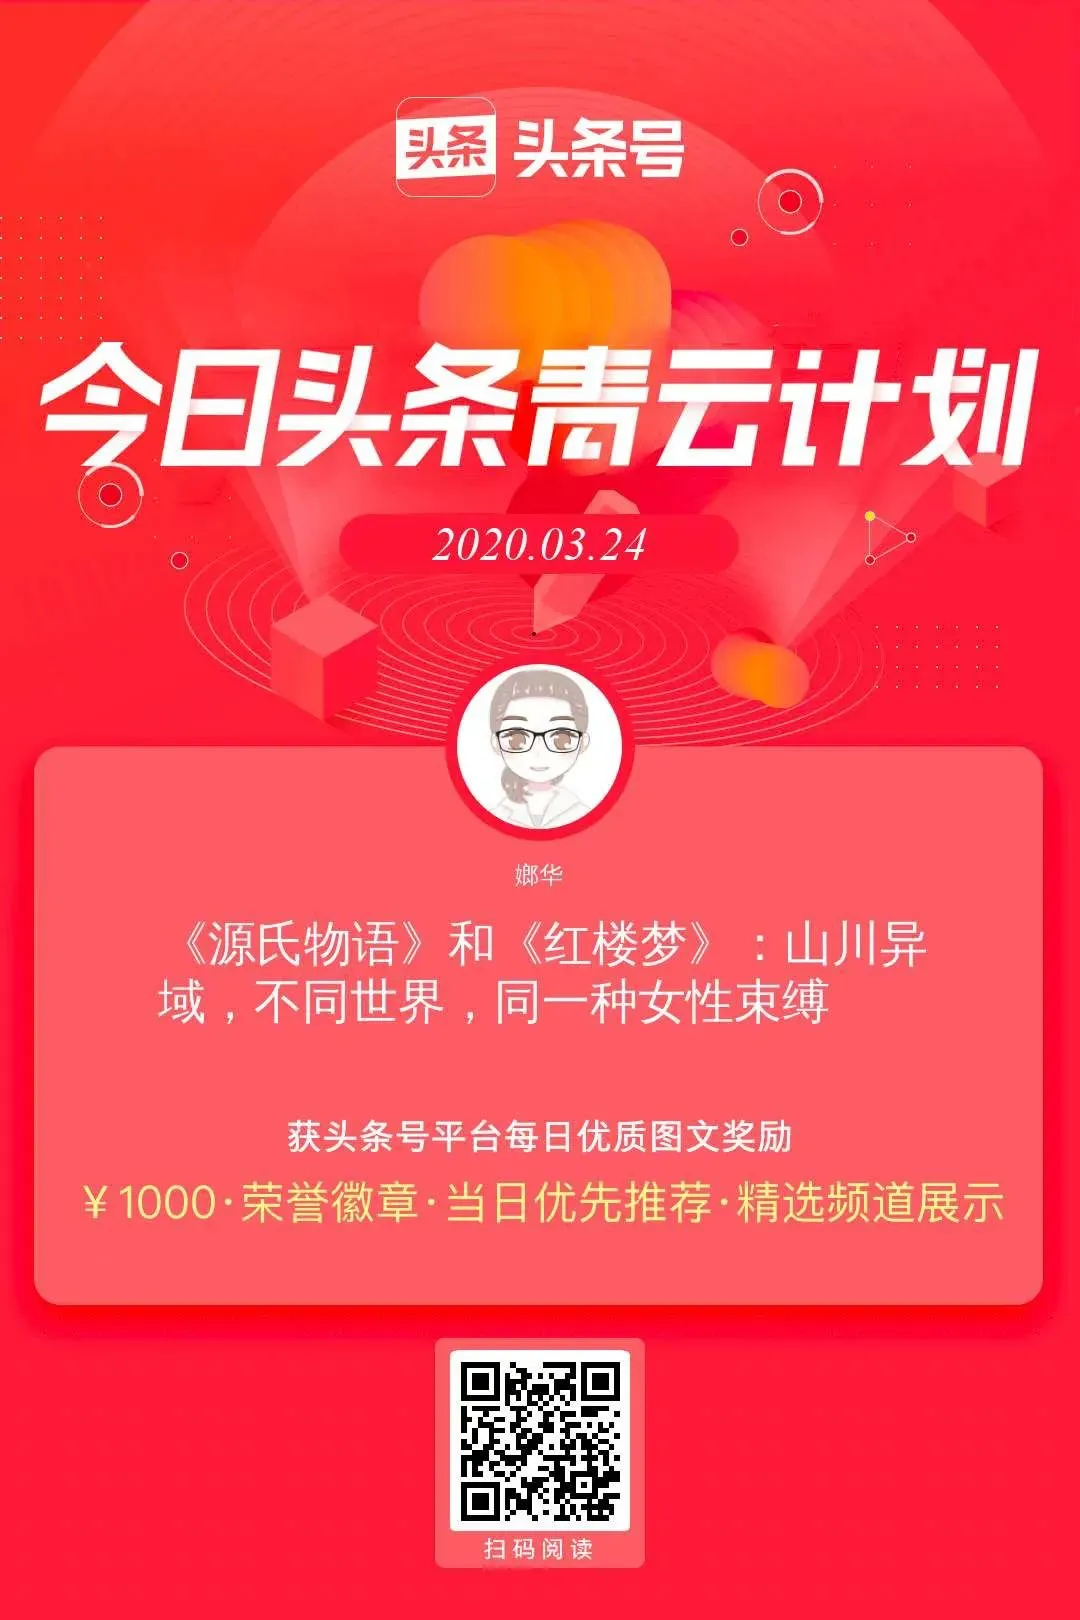 头条 头条号
今日头条青云计划
2020.03.24
嫏华
《源氏物语》和《红楼梦》：山川异
域，不同世界，同一种女性束缚
获头条号平台每日优质图文奖励
￥1000·荣誉徽章·当日优先推荐·精选频道展示
扫码阅读